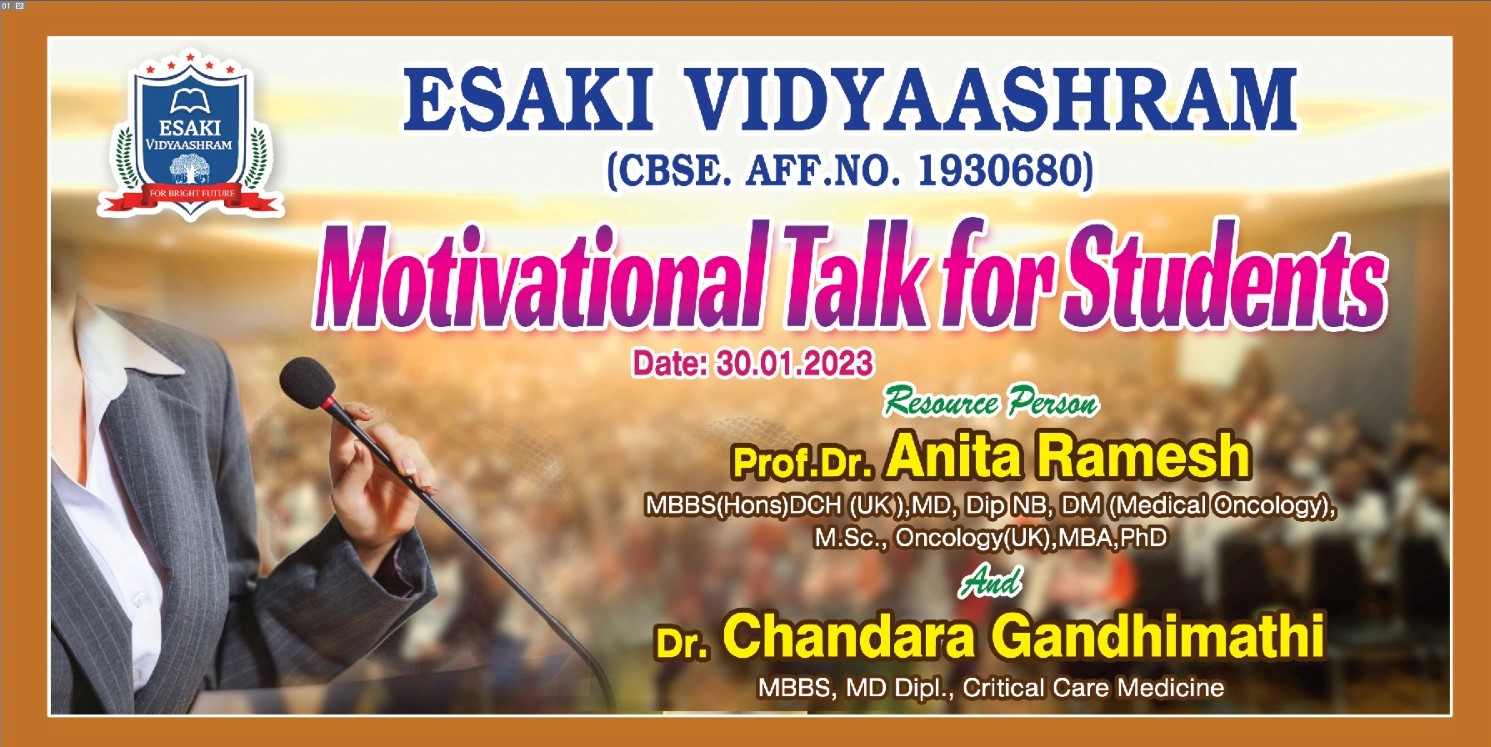 01
ESAKI
VIDYAASHRAM
FOR BRIGHT FUTURE
ESAKI VIDYAASHRAM
(CBSE. AFF.NO. 1930680)
Motivational Talk for Students
Date: 30.01.2023
Resource Person
Prof.Dr. Anita Ramesh
MBBS(Hons)DCH (UK ),MD, Dip NB, DM (Medical Oncology),
M.Sc., Oncology(UK),MBA,PhD
And
Dr. Chandara Gandhimathi
MBBS, MD Dipl., Critical Care Medicine